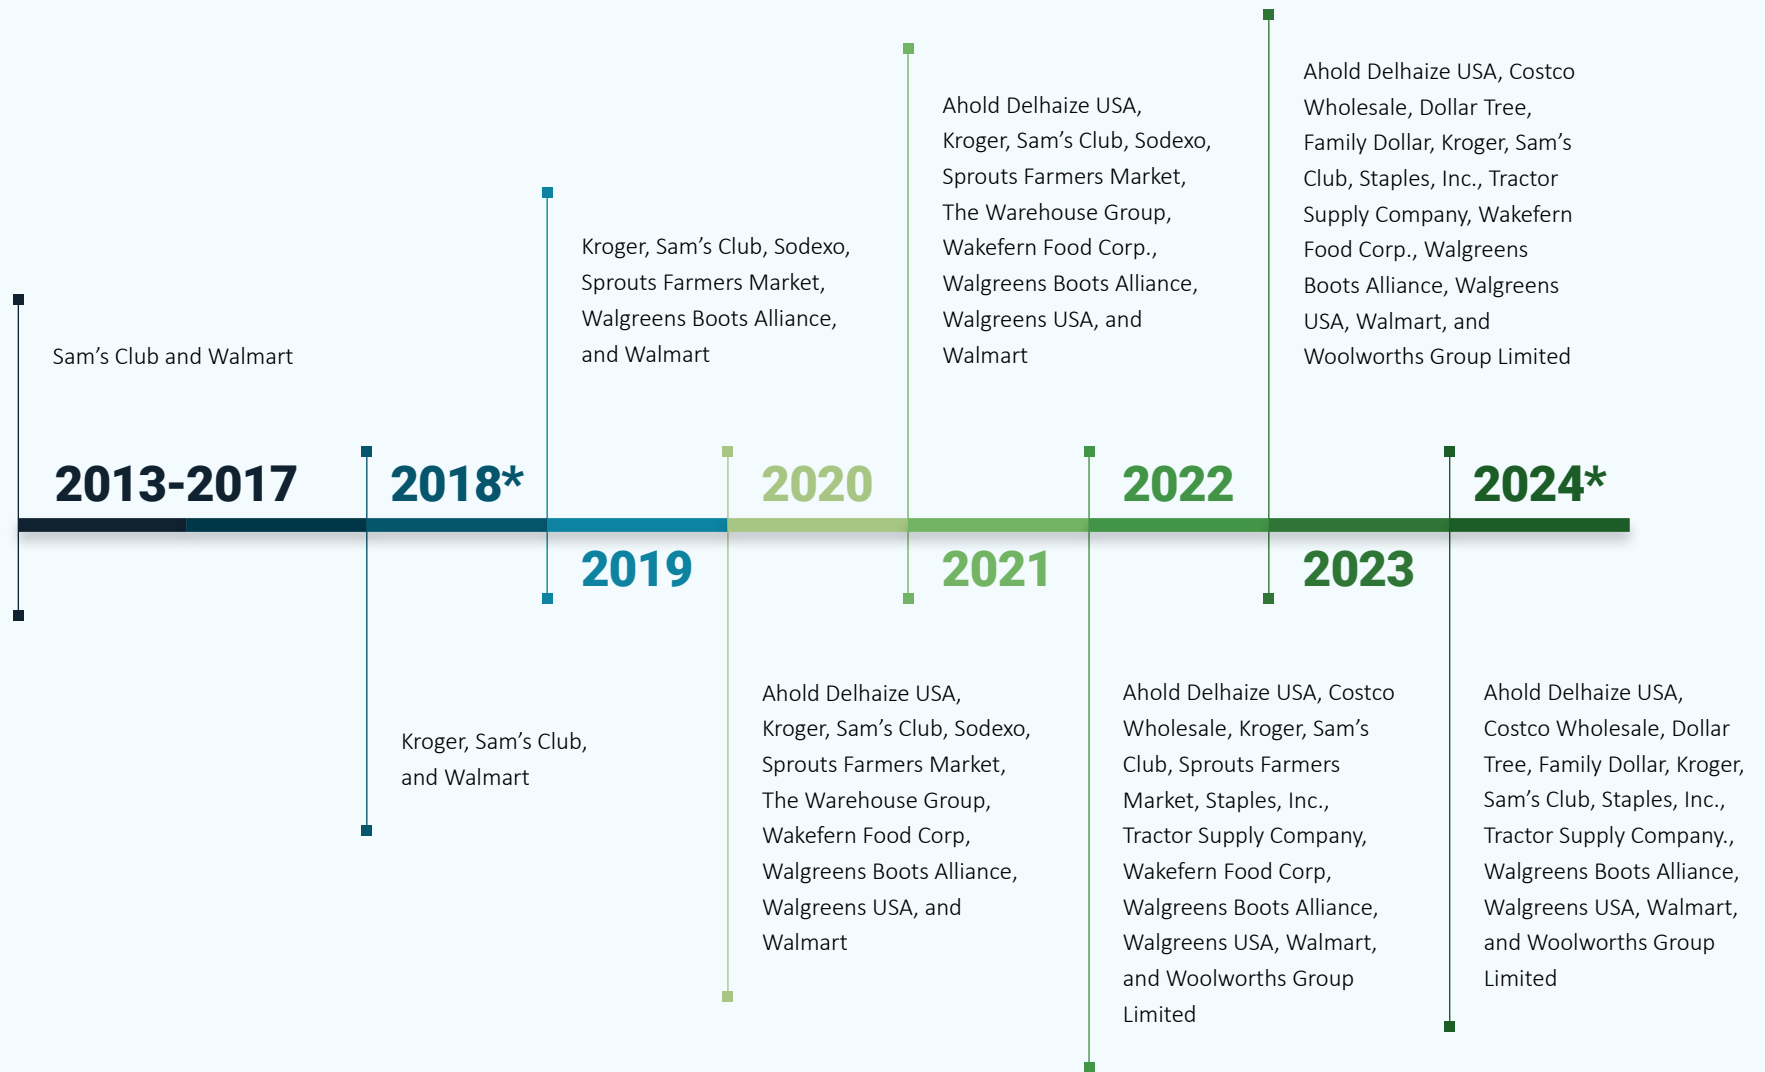 Sam’s Club and Walmart
2013-2017
2018*
Kroger, Sam’s Club,
and Walmart
Kroger, Sam’s Club, Sodexo,
Sprouts Farmers Market,
Walgreens Boots Alliance,
and Walmart
2019
2020
Ahold Delhaize USA,
Kroger, Sam’s Club, Sodexo,
Sprouts Farmers Market,
The Warehouse Group,
Wakefern Food Corp,
Walgreens Boots Alliance,
Walgreens USA, and
Walmart
Ahold Delhaize USA,
Kroger, Sam’s Club, Sodexo,
Sprouts Farmers Market,
The Warehouse Group,
Wakefern Food Corp.,
Walgreens Boots Alliance,
Walgreens USA, and
Walmart
2021
2022
Ahold Delhaize USA, Costco
Wholesale, Kroger, Sam’s
Club, Sprouts Farmers
Market, Staples, Inc.,
Tractor Supply Company,
Wakefern Food Corp,
Walgreens Boots Alliance,
Walgreens USA, Walmart,
and Woolworths Group
Limited
Ahold Delhaize USA, Costco
Wholesale, Dollar Tree,
Family Dollar, Kroger, Sam’s
Club, Staples, Inc., Tractor
Supply Company, Wakefern
Food Corp., Walgreens
Boots Alliance, Walgreens
USA, Walmart, and
Woolworths Group Limited
2023
2024*
Ahold Delhaize USA,
Costco Wholesale, Dollar
Tree, Family Dollar, Kroger,
Sam’s Club, Staples, Inc.,
Tractor Supply Company.,
Walgreens Boots Alliance,
Walgreens USA, Walmart,
and Woolworths Group
Limited